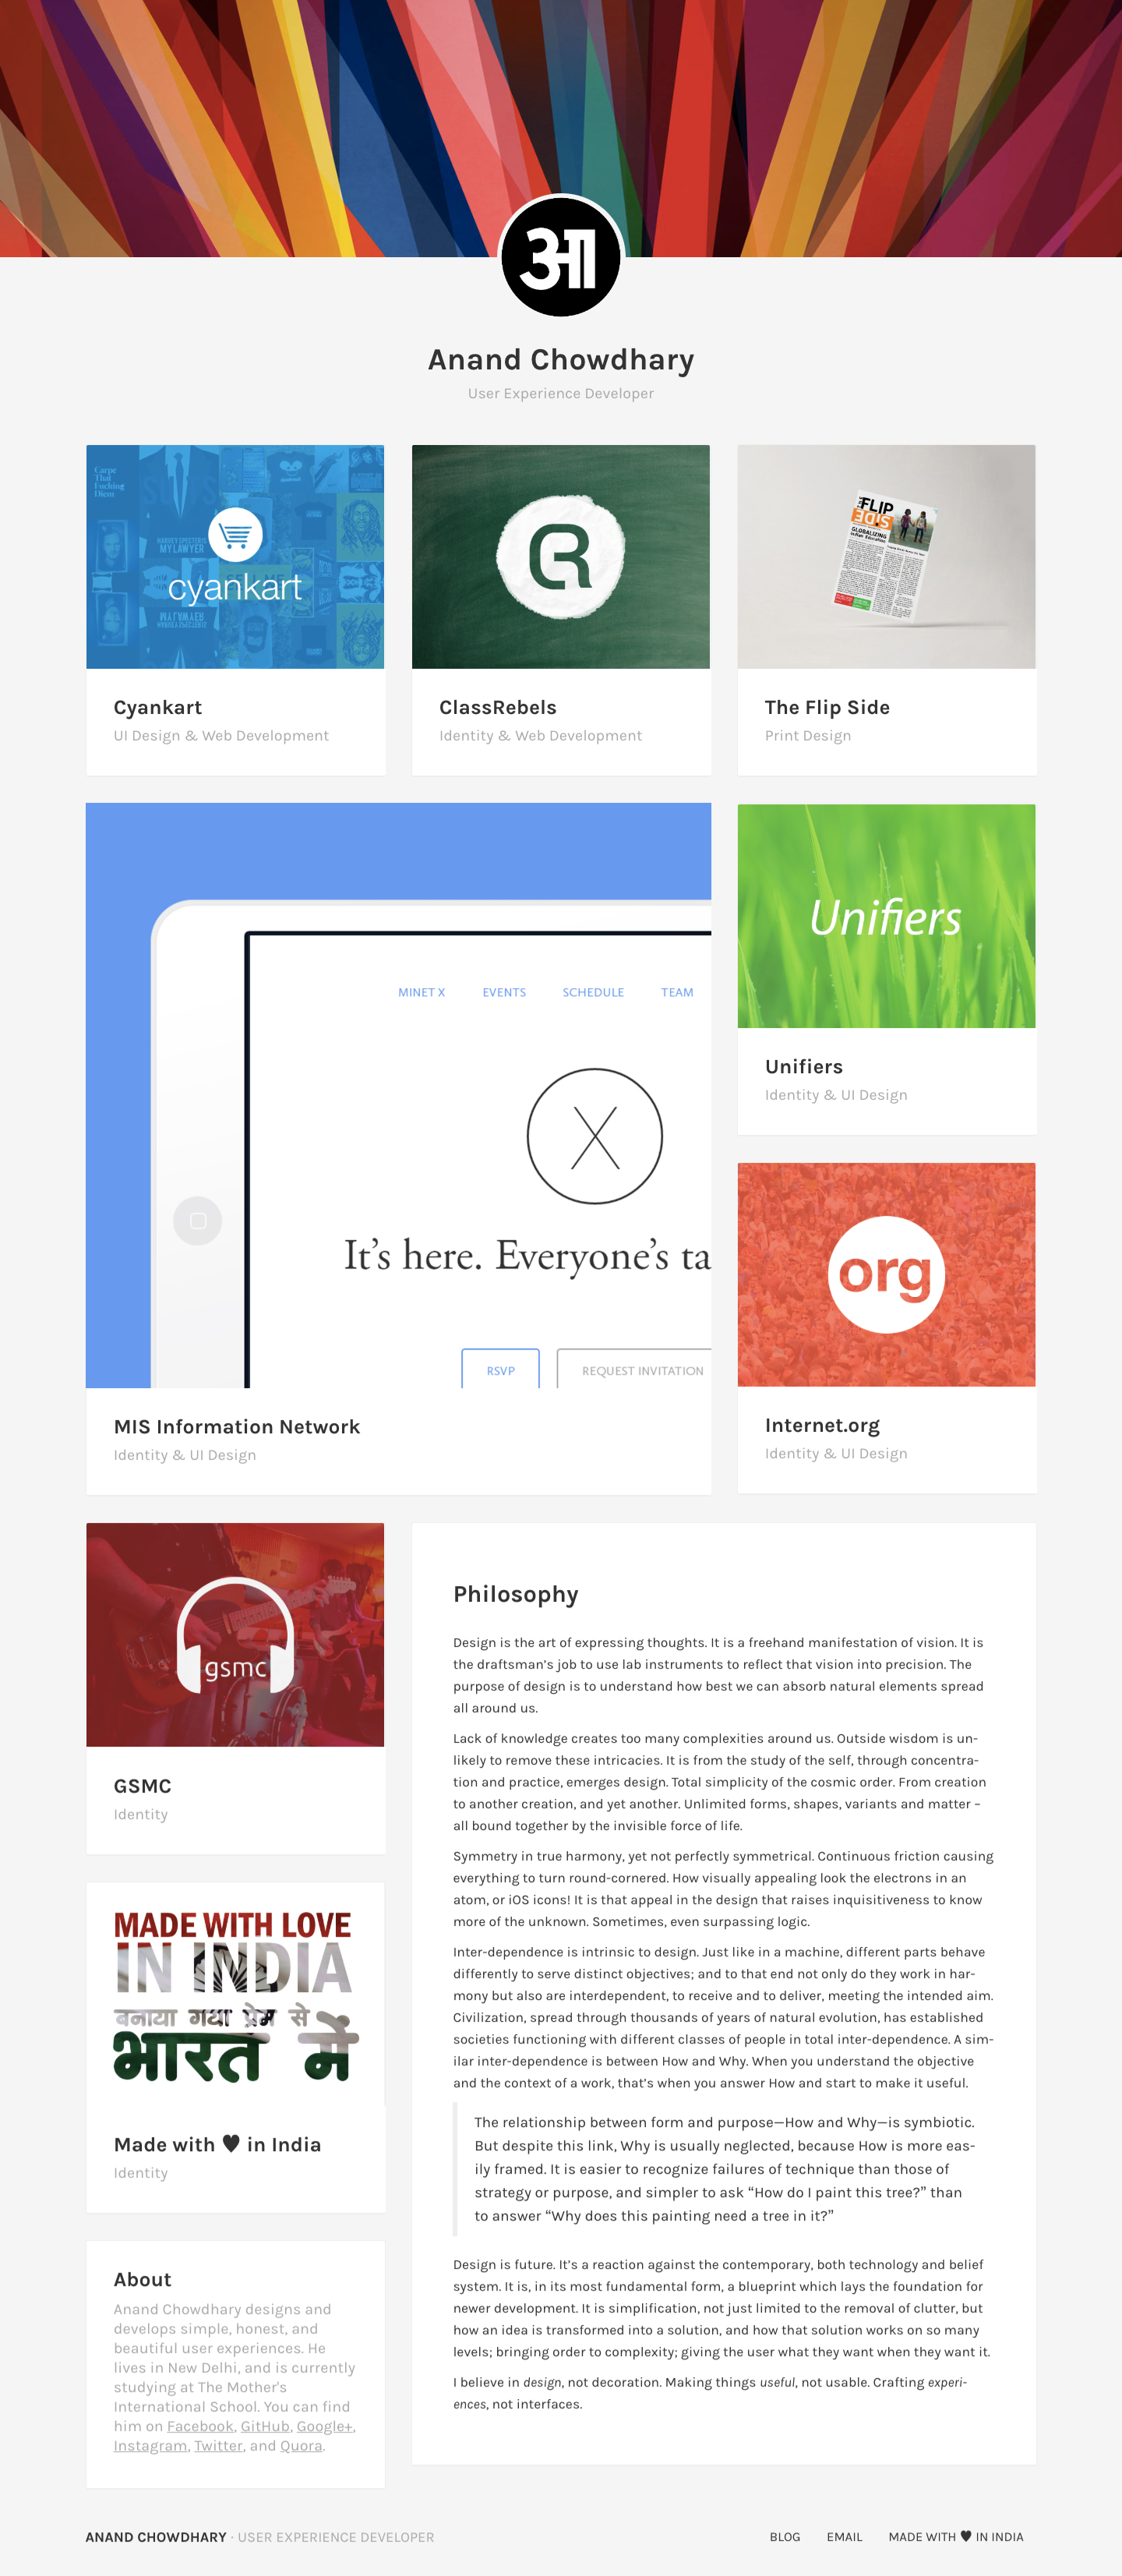 आ
Anand Chowdhary
User Experience Developer
Carpe
That
Fucking
Diem
HARVEY SPECTER IS
MY LAWYER
cyankart
Cyankart
UI Design & Web Development
R
ClassRebels
Identity & Web Development
FLIP
SIDE
GLOBALIZING
The Flip Side
Print Design
MINET X EVENTS SCHEDULE TEAM
X
It’s here. Everyone’s ta
RSVP REQUEST INVITATION
MIS Information Network
Identity & UI Design
Unifiers
Unifiers
Identity & UI Design
org
Internet.org
Identity & UI Design
gsmc
GSMC
Identity
MADE WITH LOVE
IN INDIA
बनाया गया प्रेम से
भारत में
Made with ♥ in India
Identity
About
Anand Chowdhary designs and
develops simple, honest, and
beautiful user experiences. He
lives in New Delhi, and is currently
studying at The Mother's
International School. You can find
him on Facebook, GitHub, Google+,
Instagram, Twitter, and Quora.
Philosophy
Design is the art of expressing thoughts. It is a freehand manifestation of vision. It is
the draftsman’s job to use lab instruments to reflect that vision into precision. The
purpose of design is to understand how best we can absorb natural elements spread
all around us.
Lack of knowledge creates too many complexities around us. Outside wisdom is un-
likely to remove these intricacies. It is from the study of the self, through concentra-
tion and practice, emerges design. Total simplicity of the cosmic order. From creation
to another creation, and yet another. Unlimited forms, shapes, variants and matter –
all bound together by the invisible force of life.
Symmetry in true harmony, yet not perfectly symmetrical. Continuous friction causing
everything to turn round-cornered. How visually appealing look the electrons in an
atom, or iOS icons! It is that appeal in the design that raises inquisitiveness to know
more of the unknown. Sometimes, even surpassing logic.
Inter-dependence is intrinsic to design. Just like in a machine, different parts behave
differently to serve distinct objectives; and to that end not only do they work in har-
mony but also are interdependent, to receive and to deliver, meeting the intended aim.
Civilization, spread through thousands of years of natural evolution, has established
societies functioning with different classes of people in total inter-dependence. A sim-
ilar inter-dependence is between How and Why. When you understand the objective
and the context of a work, that’s when you answer How and start to make it useful.
The relationship between form and purpose—How and Why—is symbiotic.
But despite this link, Why is usually neglected, because How is more eas-
ily framed. It is easier to recognize failures of technique than those of
strategy or purpose, and simpler to ask “How do I paint this tree?” than
to answer “Why does this painting need a tree in it?”
Design is future. It’s a reaction against the contemporary, both technology and belief
system. It is, in its most fundamental form, a blueprint which lays the foundation for
newer development. It is simplification, not just limited to the removal of clutter, but
how an idea is transformed into a solution, and how that solution works on so many
levels; bringing order to complexity; giving the user what they want when they want it.
I believe in design, not decoration. Making things useful, not usable. Crafting experi-
ences, not interfaces.
ANAND CHOWDHARY · USER EXPERIENCE DEVELOPER
BLOG EMAIL MADE WITH ♥ IN INDIA